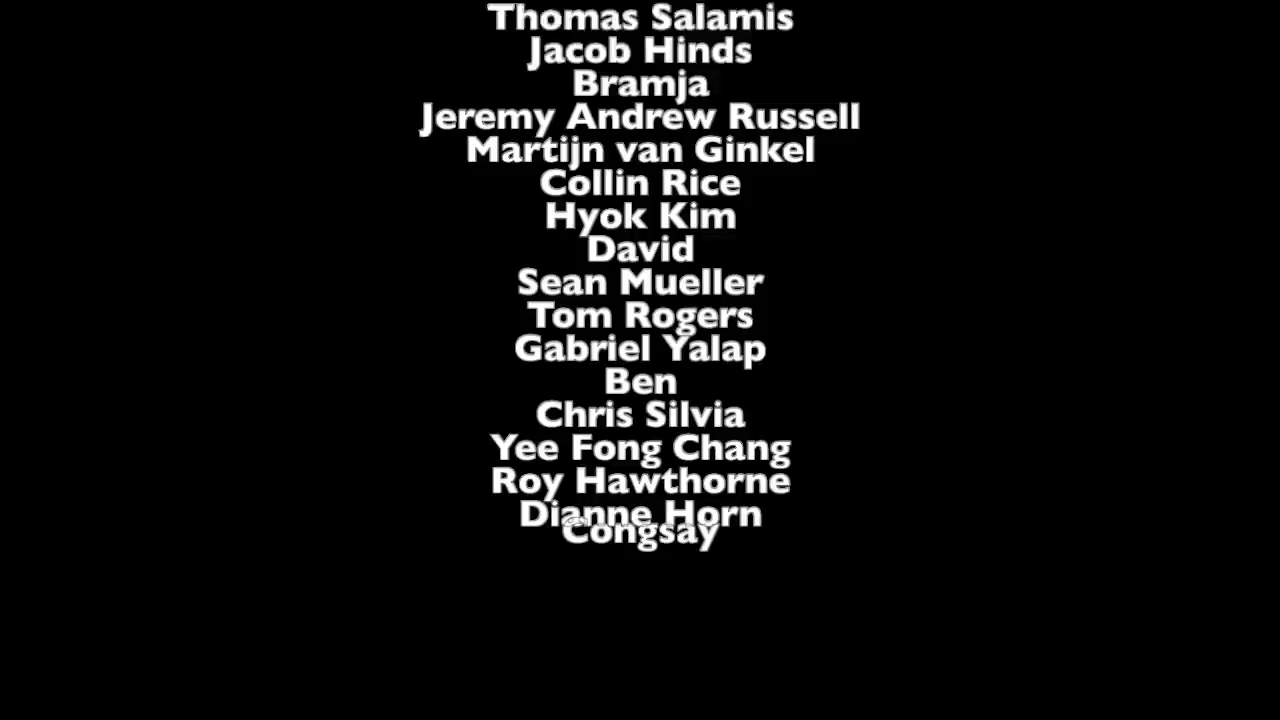 Thomas Salamis
Jacob Hinds
Bramja
Jeremy Andrew Russell
Martijn van Ginkel
Collin Rice
Hyok Kim
David
Sean Mueller
Tom Rogers
Gabriel Yalap
Ben
Chris Silvia
Yee Fong Chang
Roy Hawthorne
Dianne Horn
Congsay